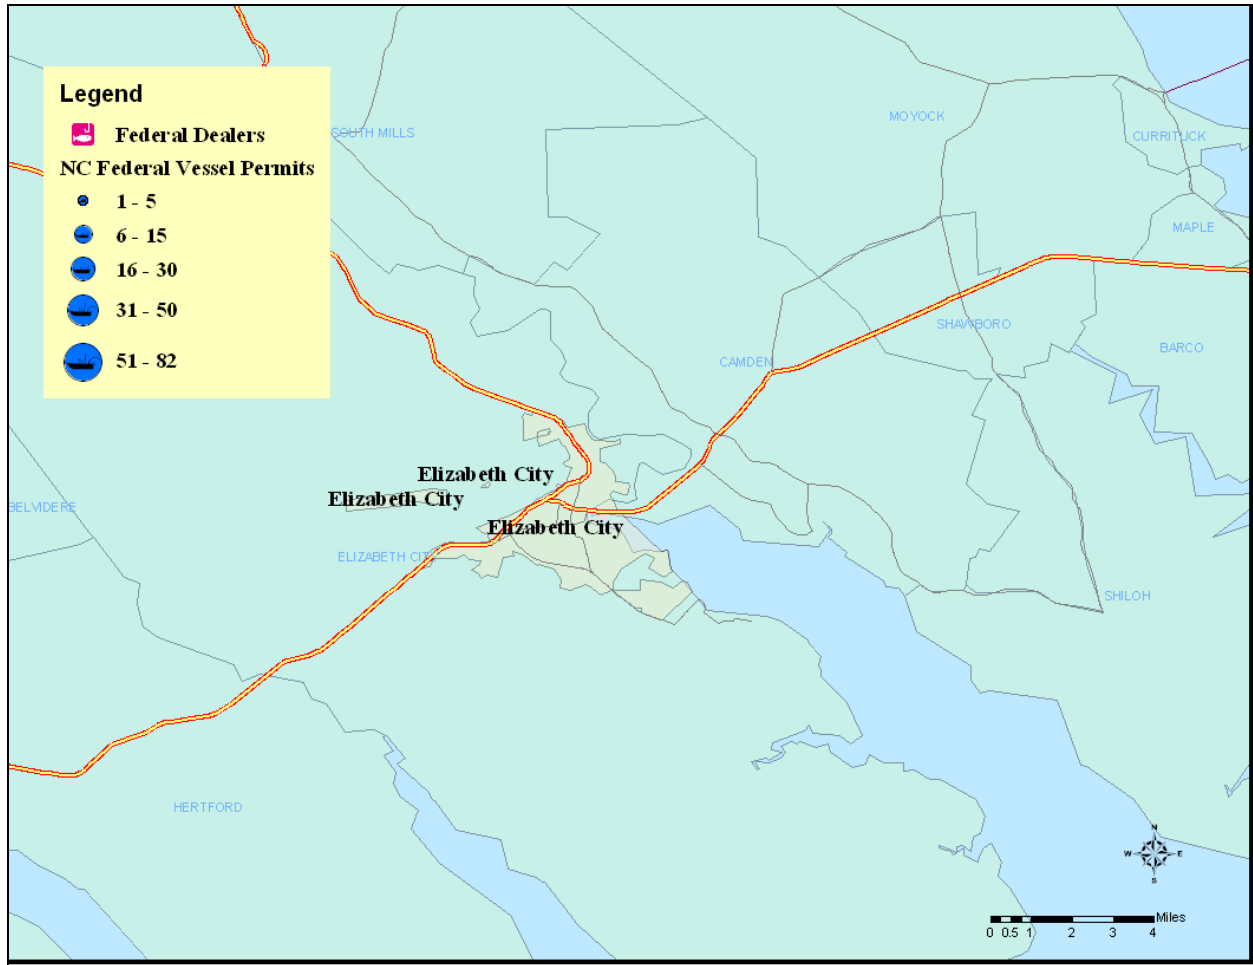 Legend
Federal Dealers
NC Federal Vessel Permits
1 - 5
6 - 15
16 - 30
31 - 50
51 - 82
SOUTH MILLS
MOYOCK
CURRITUCK
MAPLE
SHAWBORO
BARCO
CAMDEN
Elizabeth City
Elizabeth City
BELVIDERE
Elizabeth City
ELIZABETH CITY
SHILOH
HERTFORD
N
W E
S
Miles
0 0.5 1 2 3 4